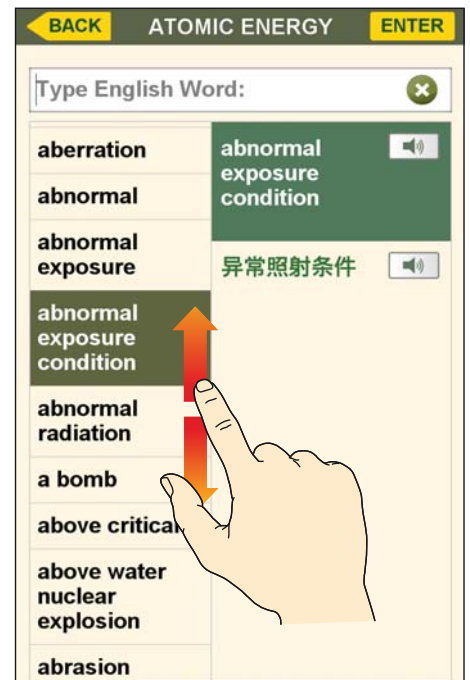 BACK ATOMIC ENERGY ENTER
Type English Word:
aberration
abnormal
abnormal
exposure
abnormal
exposure
condition
abnormal
radiation
a bomb
above critical
above water
nuclear
explosion
abrasion
abnormal
exposure
condition
异常照射条件